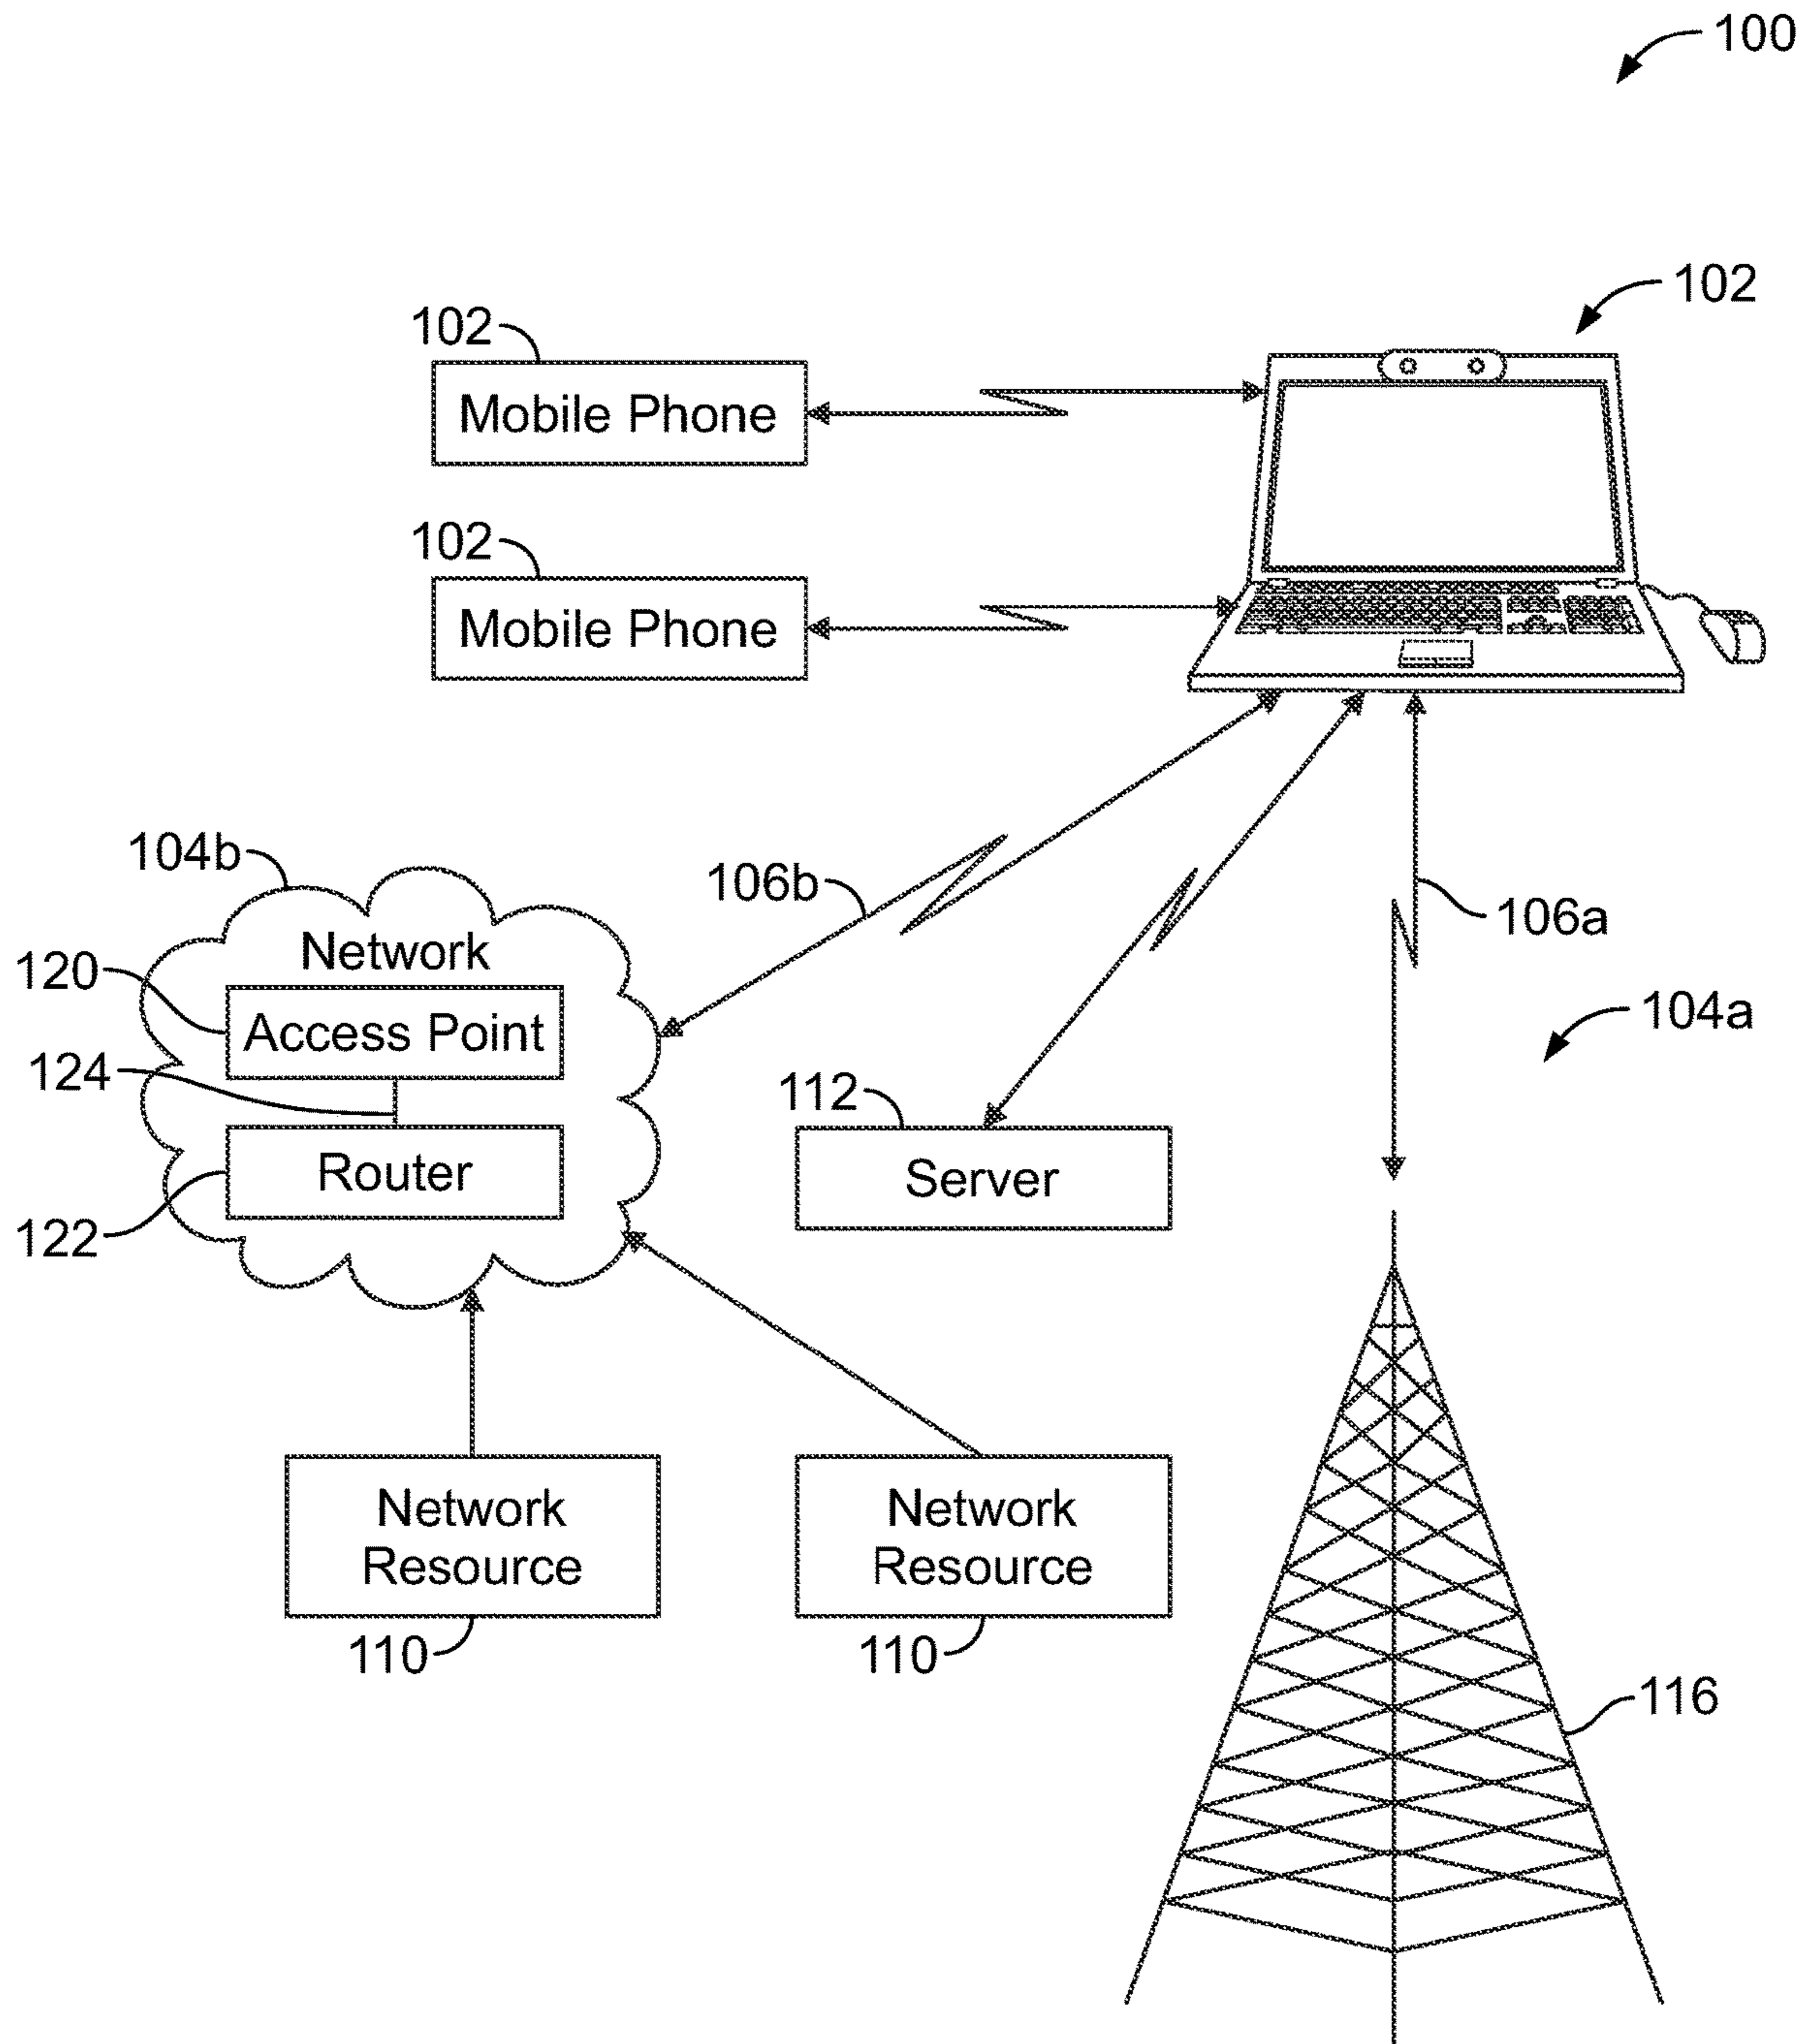 100
102
102
Mobile Phone
102
Mobile Phone
104b
106b
106a
Network
120
Access Point
104a
124
112
Router
Server
122
Network
Resource
Network
Resource
110
110
116